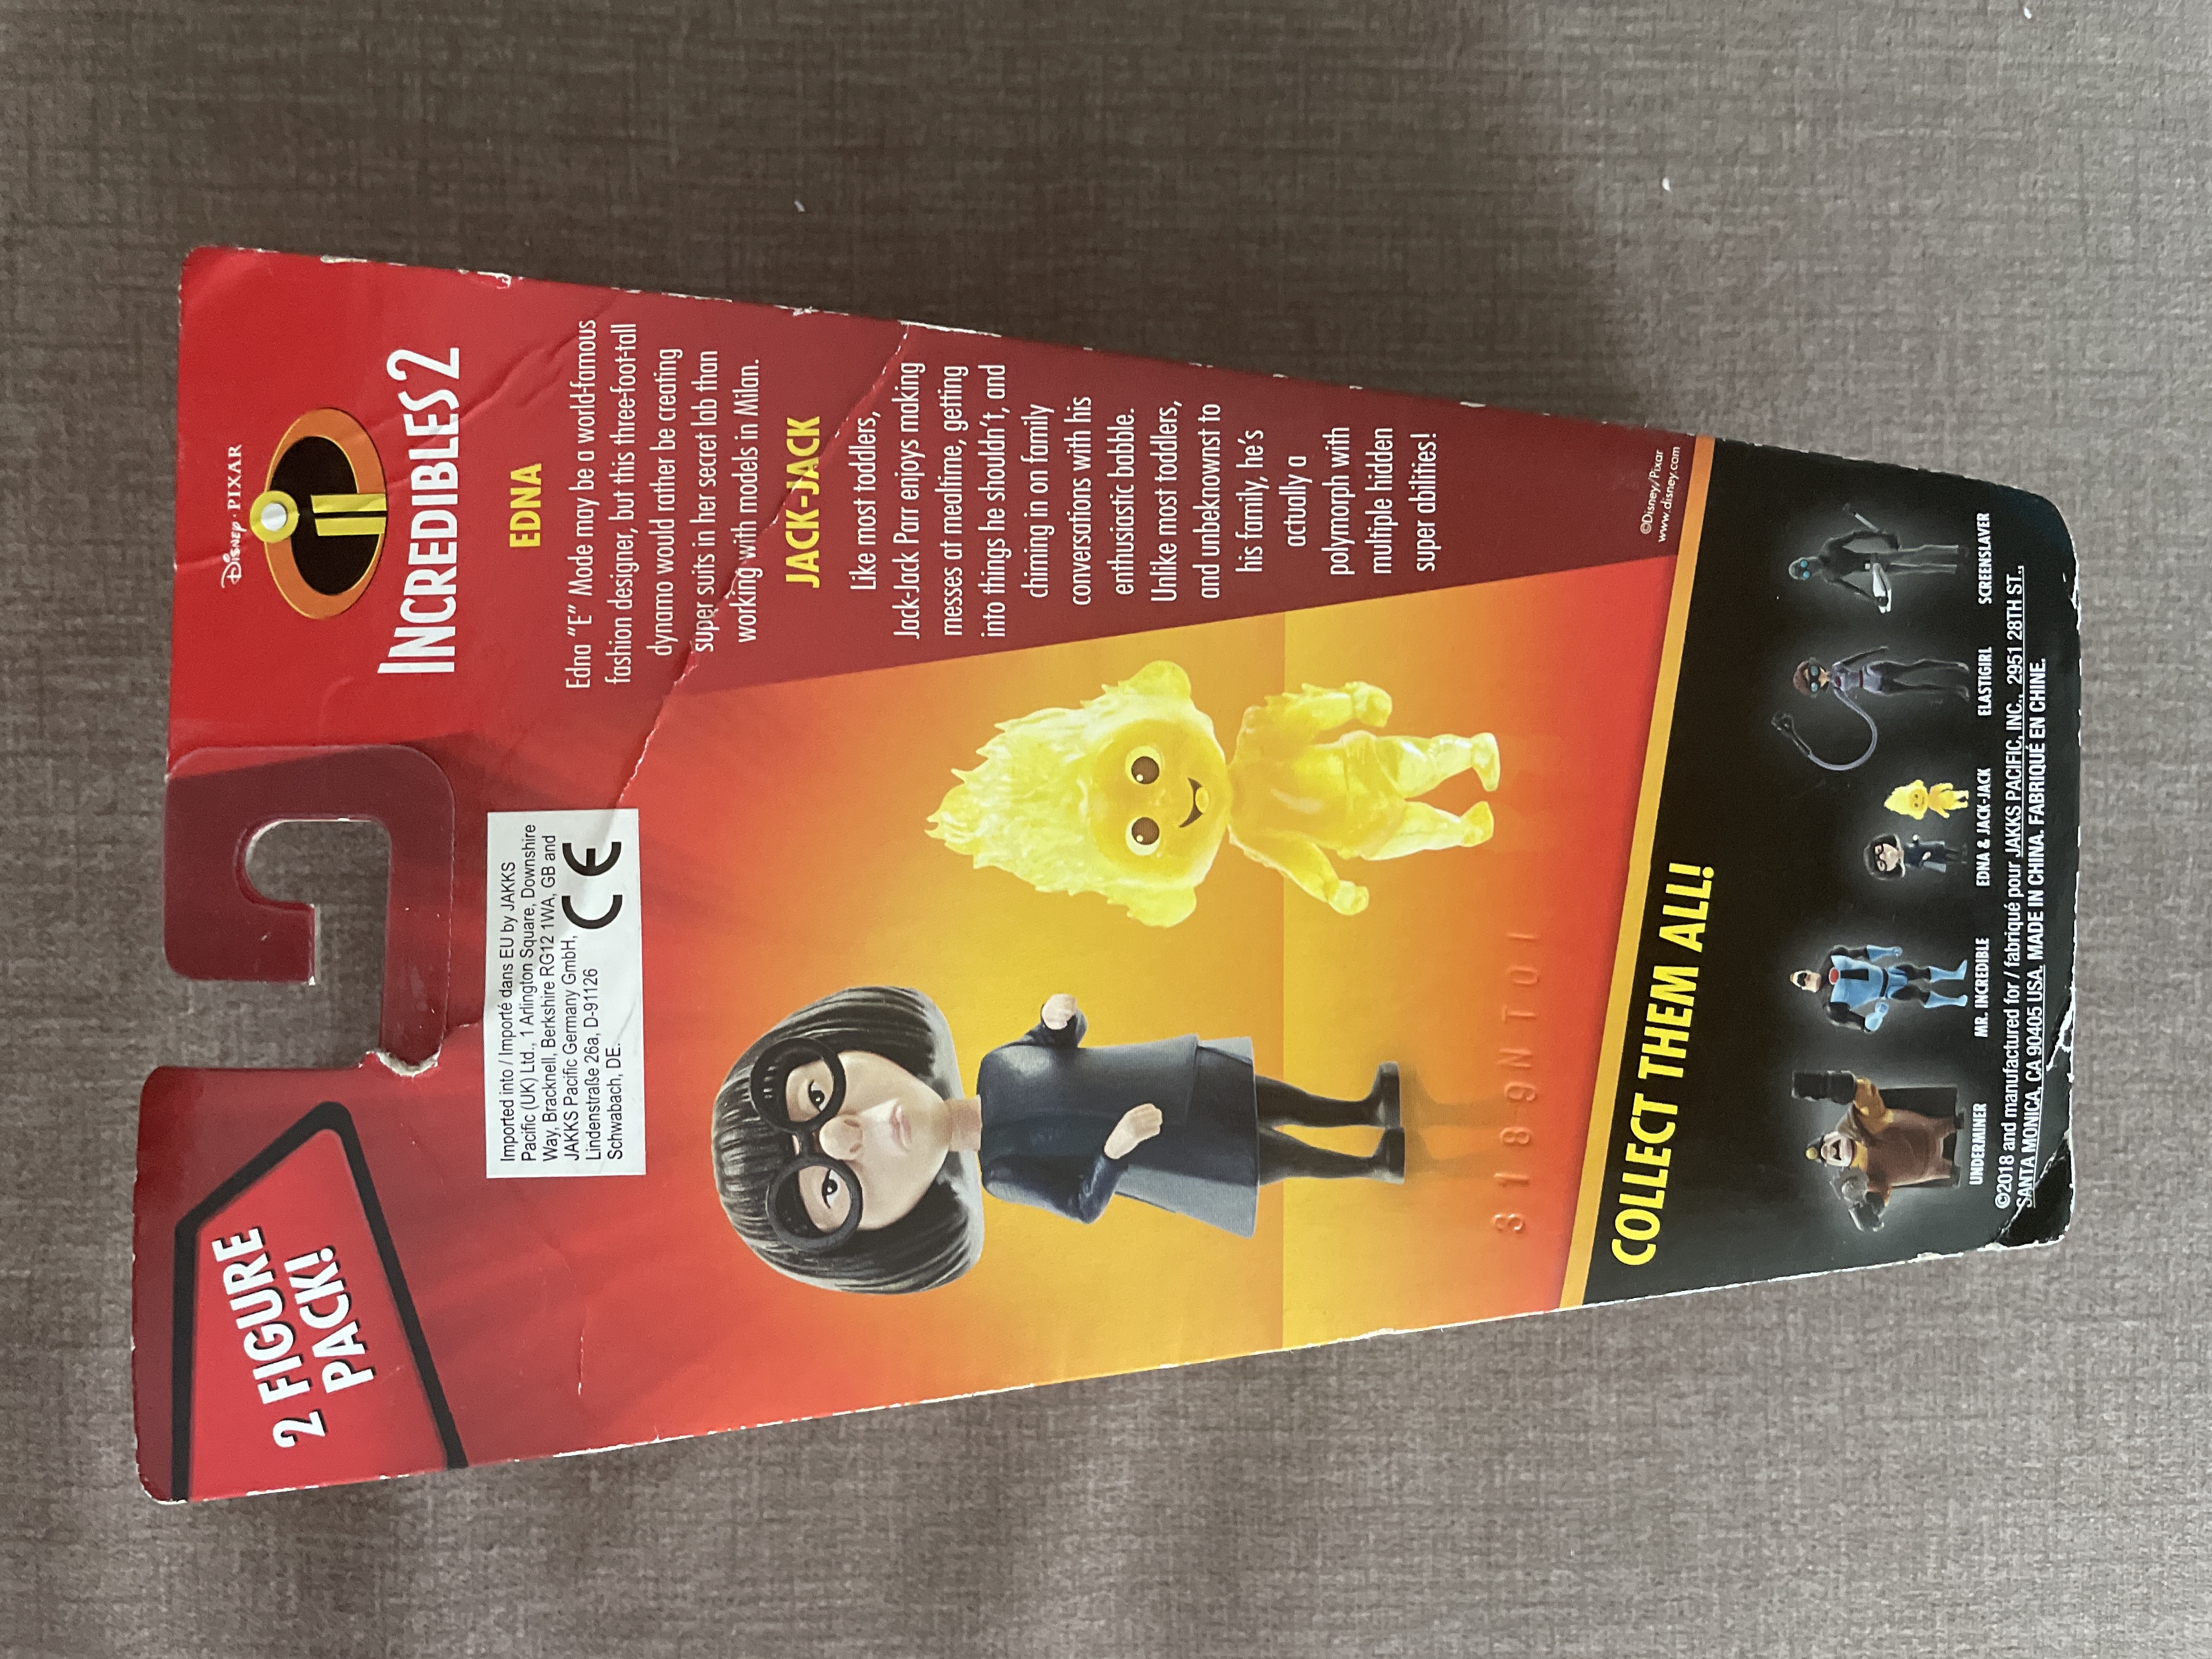 2 FIGURE
PACK!
Disney·PIXAR
INCREDIBLES 2
Imported into / Importé dans EU by JAKKS
Pacific (UK) Ltd., 1 Arlington Square, Downshire
Way, Bracknell, Berkshire RG12 1WA, GB and
JAKKS Pacific Germany GmbH,
Lindenstraße 26a, D-91126
Schwabach, DE.
CE
EDNA
Edna “E” Mode may be a world-famous
fashion designer, but this three-foot-tall
dynamo would rather be creating
super suits in her secret lab than
working with models in Milan.
JACK-JACK
Like most toddlers,
Jack-Jack Parr enjoys making
messes at mealtime, getting
into things he shouldn’t, and
chiming in on family
conversations with his
enthusiastic babble.
Unlike most toddlers,
and unbeknownst to
his family, he’s
actually a
polymorph with
multiple hidden
super abilities!
3189NT01
©Disney/Pixar
www.disney.com
COLLECT THEM ALL!
UNDERMINER
MR. INCREDIBLE
EDNA & JACK-JACK
ELASTIGIRL
SCREENSLAVER
©2018 and manufactured for / fabriqué pour JAKKS PACIFIC, INC., 2951 28TH ST.,
SANTA MONICA, CA 90405 USA. MADE IN CHINA. FABRIQUÉ EN CHINE.